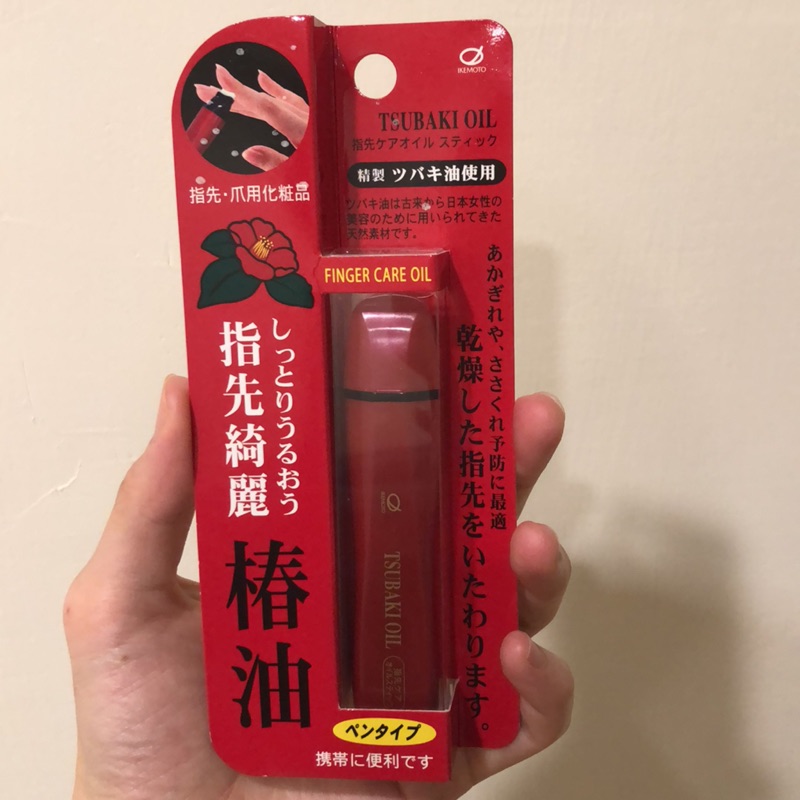 IKEMOTO
TSUBAKI OIL
指先ケアオイル スティック
精製 ツバキ油使用
ツバキ油は古来から日本女性の
美容のために用いられてきた
天然素材です。
指先・爪用化粧品
FINGER CARE OIL
あかぎれや、ささくれ予防に最適
乾燥した指先をいたわります。
しっとりうるおう
指先綺麗
椿油
TSUBAKI OIL
ペンタイプ
携帯に便利です